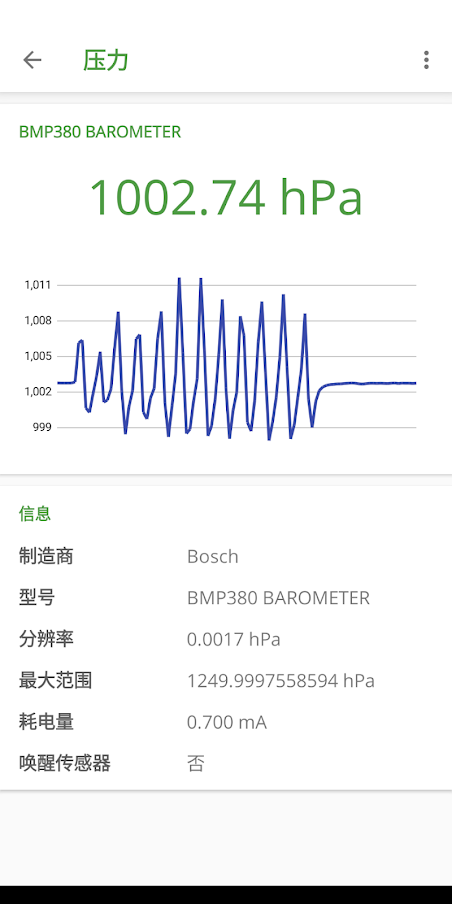 压力
BMP380 BAROMETER
1002.74 hPa
1,011
1,008
1,005
1,002
999
信息
制造商 Bosch
型号 BMP380 BAROMETER
分辨率 0.0017 hPa
最大范围 1249.9997558594 hPa
耗电量 0.700 mA
唤醒传感器 否